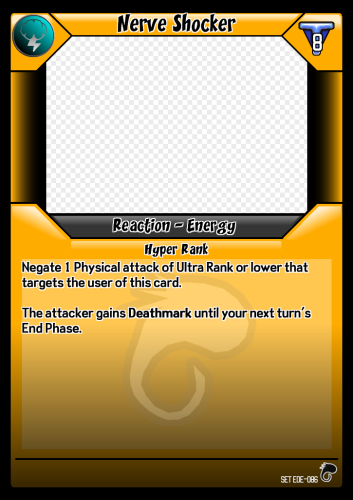 Nerve Shocker
8
Reaction - Energy
Hyper Rank
Negate 1 Physical attack of Ultra Rank or lower that
targets the user of this card.
The attacker gains Deathmark until your next turn's
End Phase.
SET EDE-086